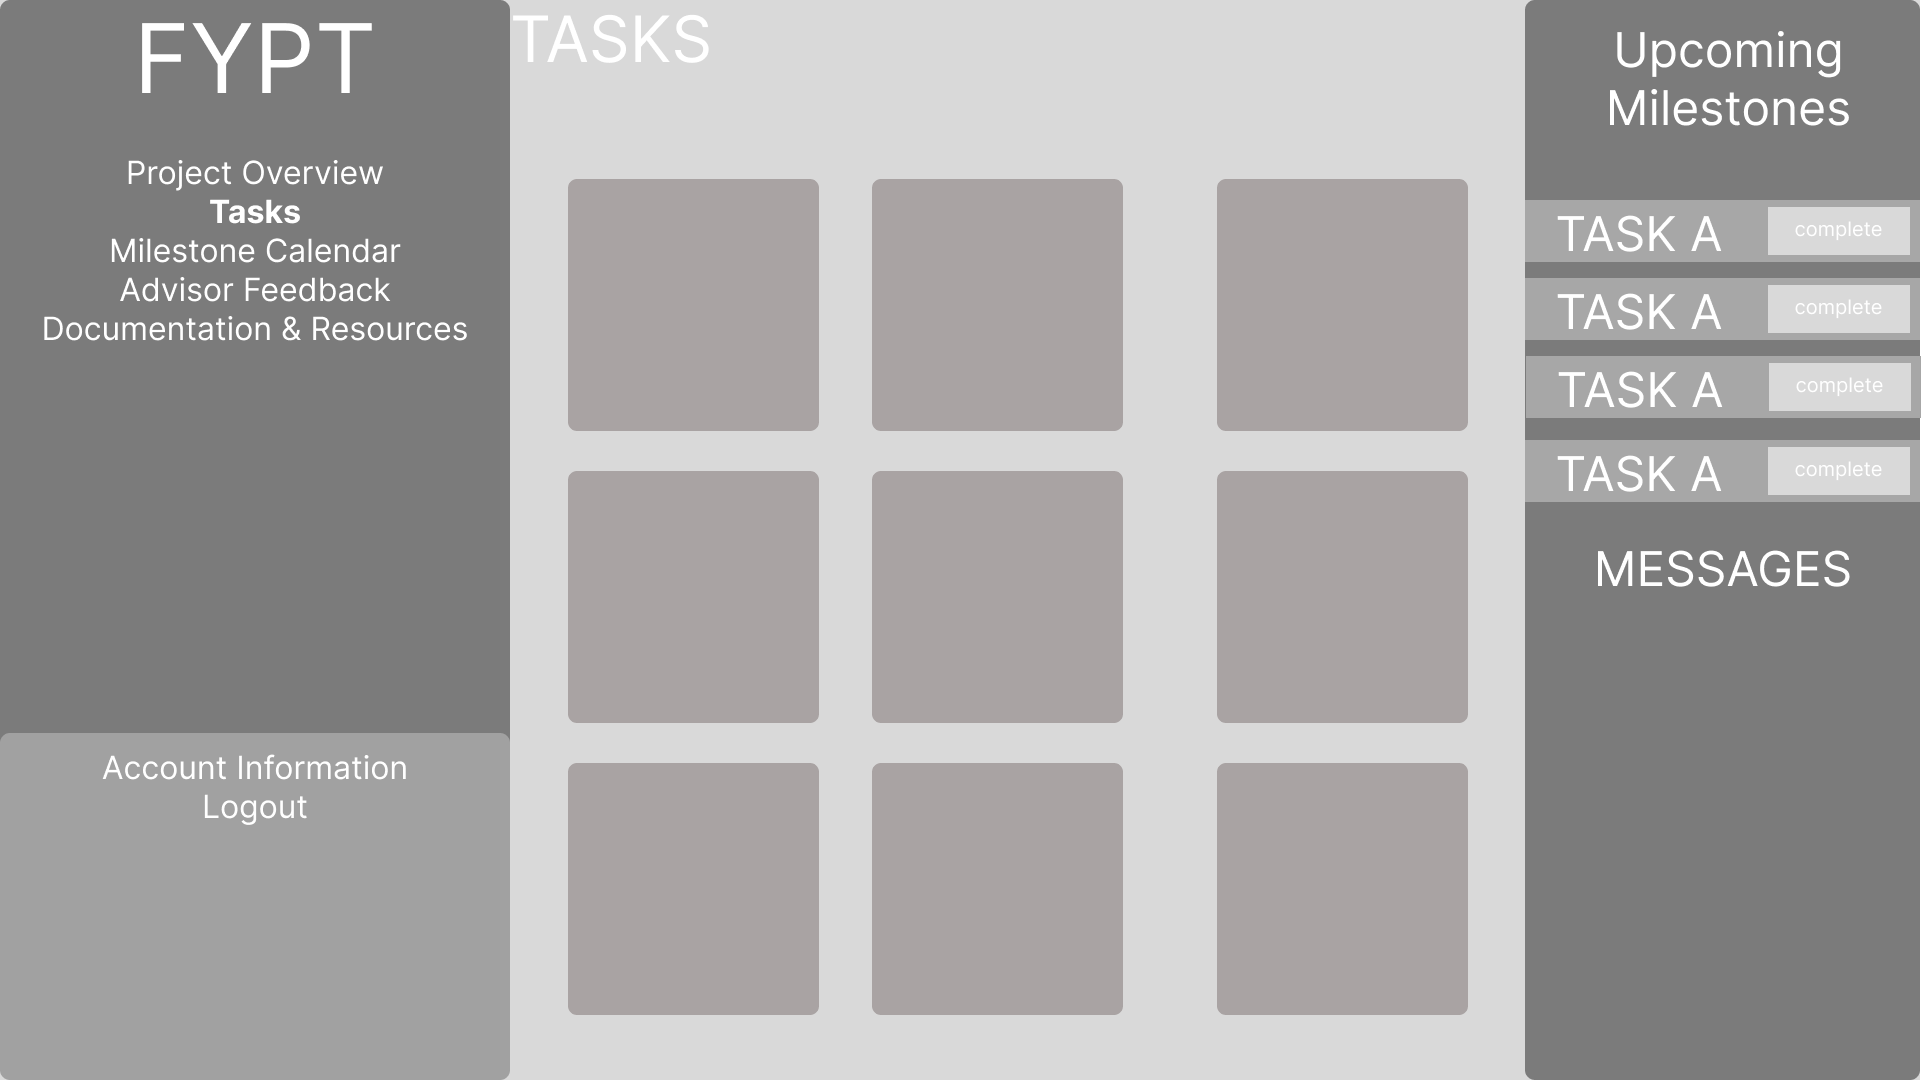 FYPT
Project Overview
Tasks
Milestone Calendar
Advisor Feedback
Documentation & Resources
Account Information
Logout
TASKS
Upcoming
Milestones
TASK A complete
TASK A complete
TASK A complete
TASK A complete
MESSAGES